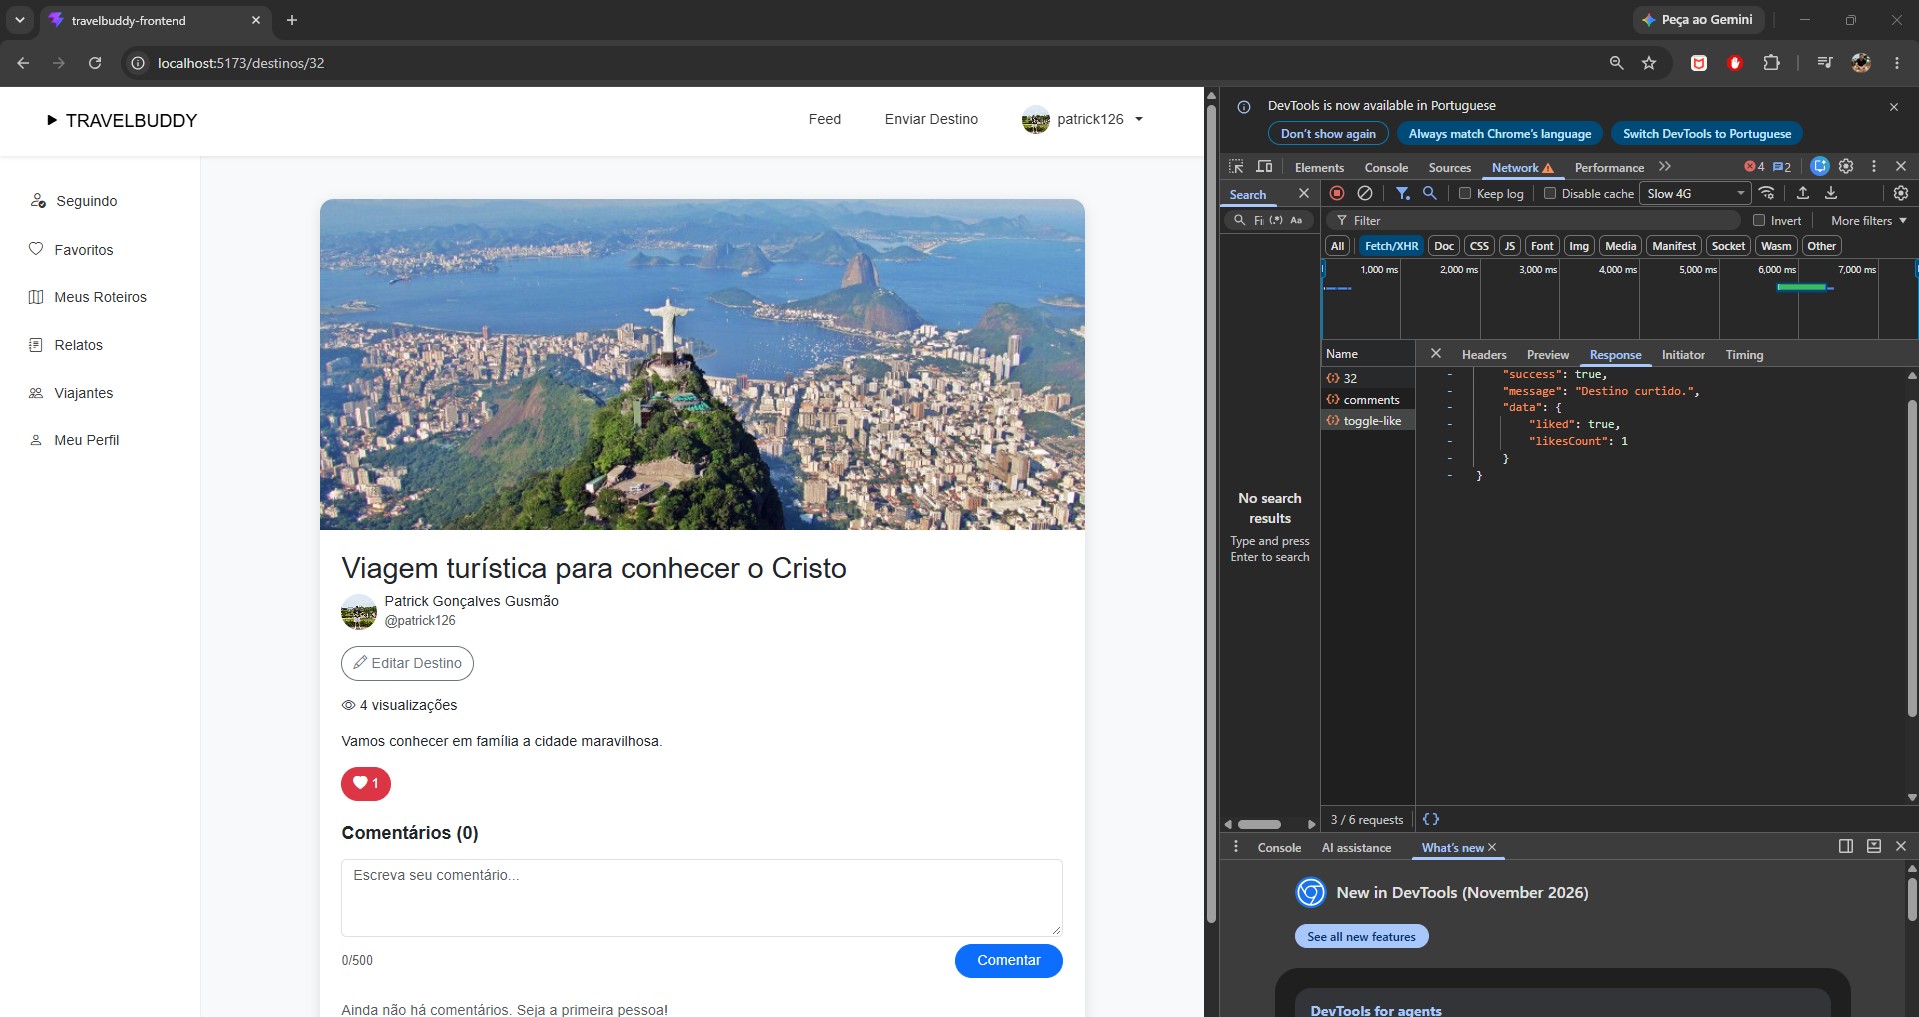 travelbuddy-frontend
Peça ao Gemini
localhost:5173/destinos/32
TRAVELBUDDY
Feed
Enviar Destino
patrick126
Seguindo
Favoritos
Meus Roteiros
Relatos
Viajantes
Meu Perfil
Viagem turística para conhecer o Cristo
Patrick Gonçalves Gusmão
@patrick126
Editar Destino
4 visualizações
Vamos conhecer em família a cidade maravilhosa.
1
Comentários (0)
Escreva seu comentário...
0/500
Comentar
Ainda não há comentários. Seja a primeira pessoa!
DevTools is now available in Portuguese
Don't show again
Always match Chrome's language
Switch DevTools to Portuguese
Elements
Console
Sources
Network
Performance
4
2
Search
Keep log
Disable cache
Slow 4G
Fi
(.*)
Aa
Filter
Invert
More filters
All
Fetch/XHR
Doc
CSS
JS
Font
Img
Media
Manifest
Socket
Wasm
Other
1,000 ms
2,000 ms
3,000 ms
4,000 ms
5,000 ms
6,000 ms
7,000 ms
No search
results
Type and press
Enter to search
Name
32
comments
toggle-like
Headers
Preview
Response
Initiator
Timing
- "success": true,
- "message": "Destino curtido.",
- "data": {
- "liked": true,
- "likesCount": 1
- }
- }
3 / 6 requests
{}
Console
AI assistance
What's new
New in DevTools (November 2026)
See all new features
DevTools for agents